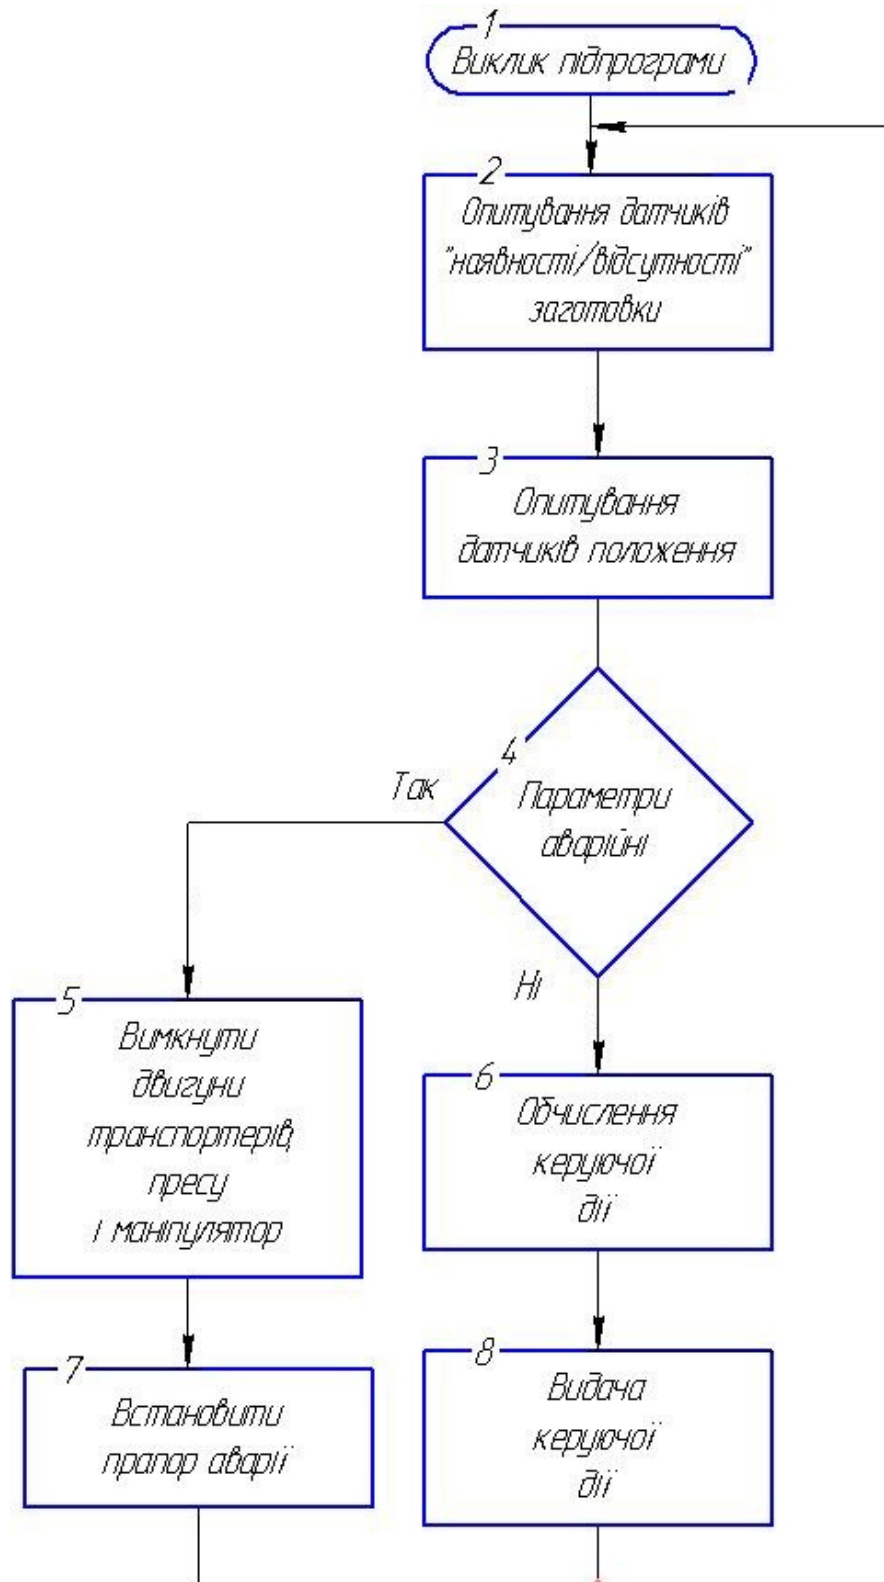 1
Виклик підпрограми
2
Опитування датчиків
"наявності/відсутності"
заготовки
3
Опитування
датчиків положення
4
Параметри
аварійні
Так
Ні
5
Вимкнути
двигуни
транспортерів,
пресу
і маніпулятор
6
Обчислення
керуючої
дії
7
Встановити
прапор аварії
8
Видача
керуючої
дії